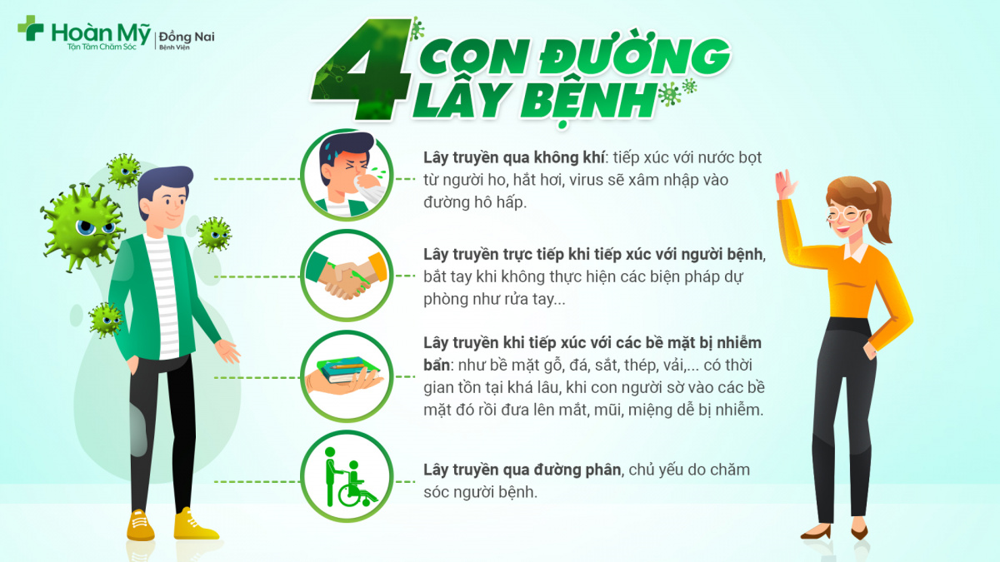 Hoàn Mỹ
Tận Tâm Chăm Sóc
Đồng Nai
Bệnh Viện
4 CON ĐƯỜNG
LÂY BỆNH
Lây truyền qua không khí: tiếp xúc với nước bọt
từ người ho, hắt hơi, virus sẽ xâm nhập vào
đường hô hấp.
Lây truyền trực tiếp khi tiếp xúc với người bệnh,
bắt tay khi không thực hiện các biện pháp dự
phòng như rửa tay...
Lây truyền khi tiếp xúc với các bề mặt bị nhiễm
bẩn: như bề mặt gỗ, đá, sắt, thép, vải,... có thời
gian tồn tại khá lâu, khi con người sờ vào các bề
mặt đó rồi đưa lên mắt, mũi, miệng dễ bị nhiễm.
Lây truyền qua đường phân, chủ yếu do chăm
sóc người bệnh.